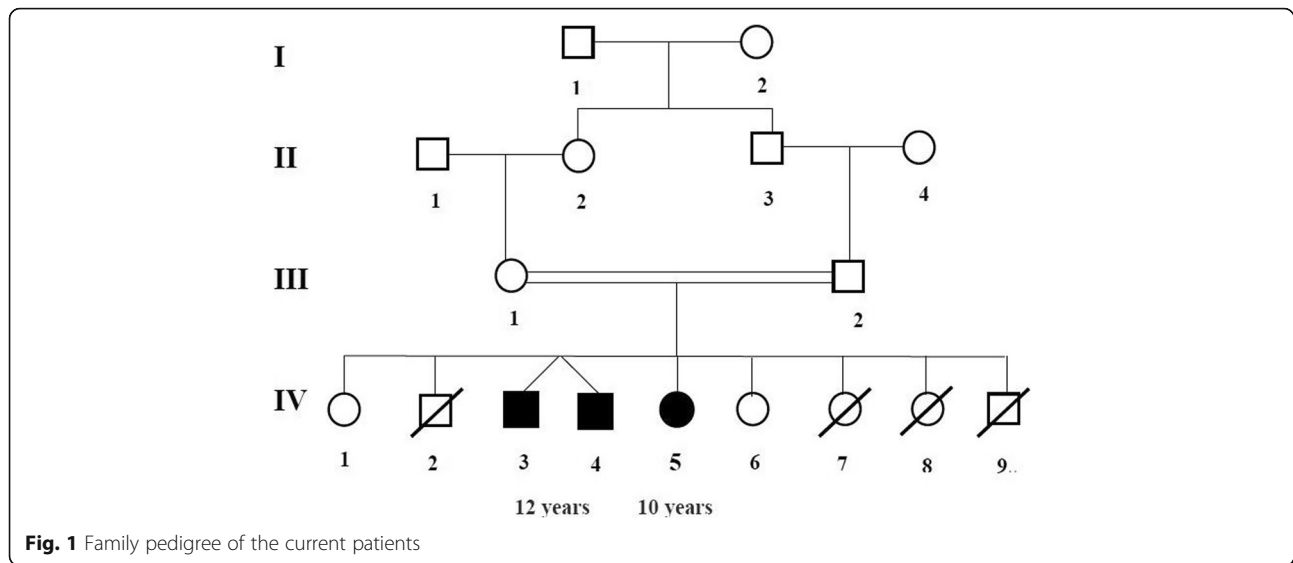 I
1 2
II
1 2 3 4
III
1 2
IV
1 2 3 4 5 6 7 8 9..
12 years 10 years
Fig. 1 Family pedigree of the current patients